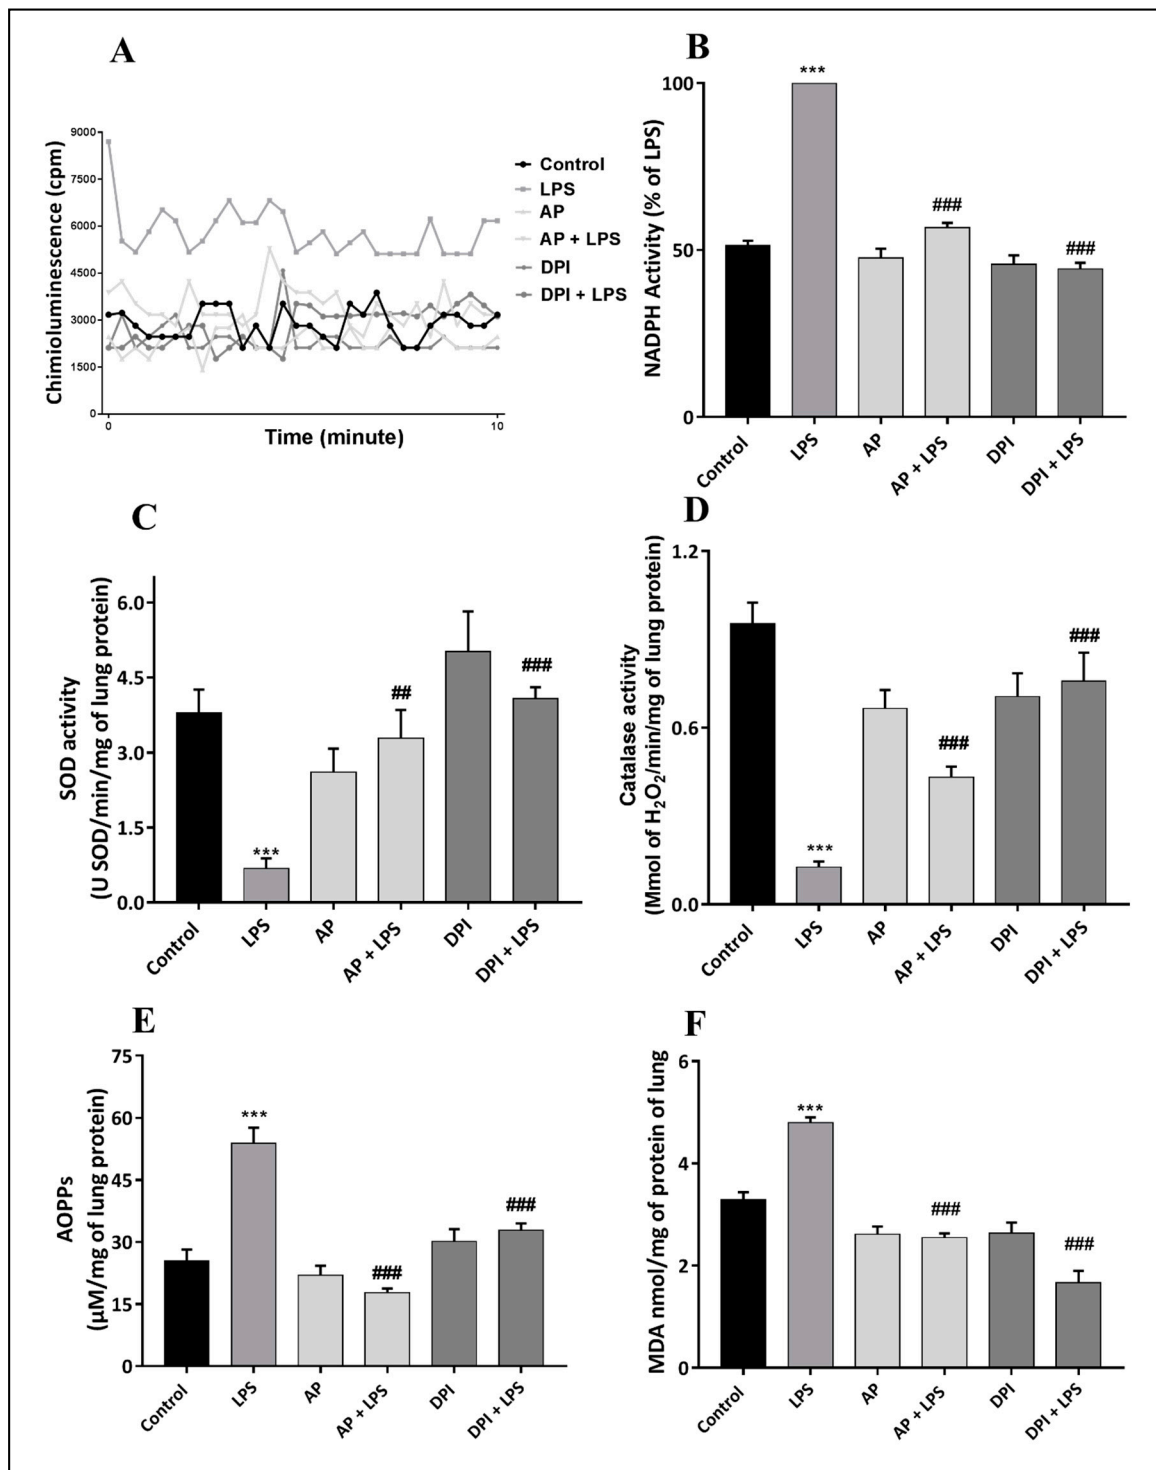 A
Chimioluminescence (cpm)
9000
7500
6000
4500
3000
1500
0
0
10
Time (minute)
Control
LPS
AP
AP + LPS
DPI
DPI + LPS
B
NADPH Activity (% of LPS)
100
50
0
***
###
###
Control
LPS
AP
AP + LPS
DPI
DPI + LPS
C
SOD activity
(U SOD/min/mg of lung protein)
6.0
4.5
3.0
1.5
0.0
***
##
###
Control
LPS
AP
AP + LPS
DPI
DPI + LPS
D
Catalase activity
(Mmol of H₂O₂/min/mg of lung protein)
1.2
0.6
0.0
***
###
###
Control
LPS
AP
AP + LPS
DPI
DPI + LPS
E
AOPPs
(µM/mg of lung protein)
75
60
45
30
15
0
***
###
###
Control
LPS
AP
AP + LPS
DPI
DPI + LPS
F
MDA nmol/mg of protein of lung
6
4
2
0
***
###
###
Control
LPS
AP
AP + LPS
DPI
DPI + LPS